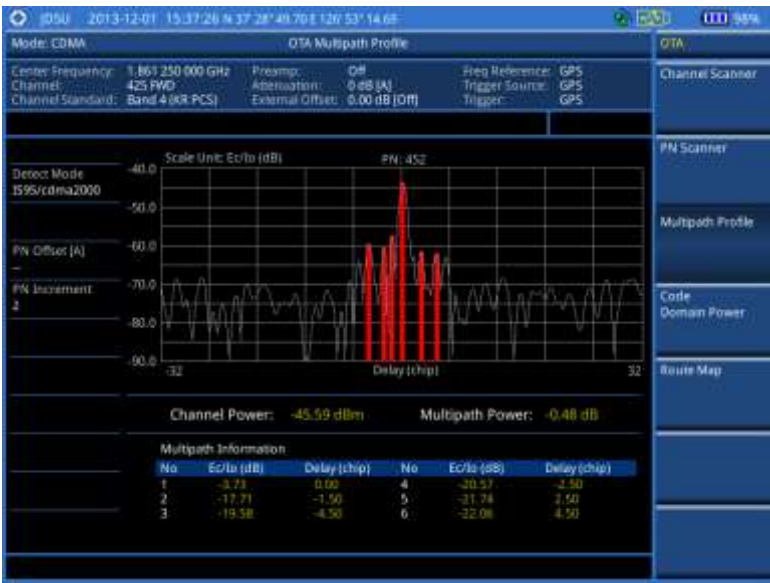 JDSU 2013-12-01 15:37:26 N 37 28' 49.70 E 126' 53' 14.68 98%
Mode: CDMA OTA Multipath Profile OTA
Center Frequency: 1.861 250 000 GHz Preamp: Off Freq Reference: GPS
Channel: 425 FWD Attenuation: 0 dB [A] Trigger Source: GPS
Channel Standard: Band 4 (KR PCS) External Offset: 0.00 dB [Off] Trigger: GPS
Channel Scanner
PN Scanner
Multipath Profile
Code
Domain Power
Route Map
Detect Mode
IS95/cdma2000
PN Offset [A]
--
PN Increment
2
Scale Unit: Ec/Io (dB) PN: 452
-40.0
-50.0
-60.0
-70.0
-80.0
-90.0
-32 Delay (chip) 32
Channel Power: -45.59 dBm Multipath Power: -0.48 dB
Multipath Information
No Ec/Io (dB) Delay (chip) No Ec/Io (dB) Delay (chip)
1 -3.73 0.00 4 -20.57 -2.50
2 -17.71 -1.50 5 -21.74 2.50
3 -19.58 -4.50 6 -22.06 4.50